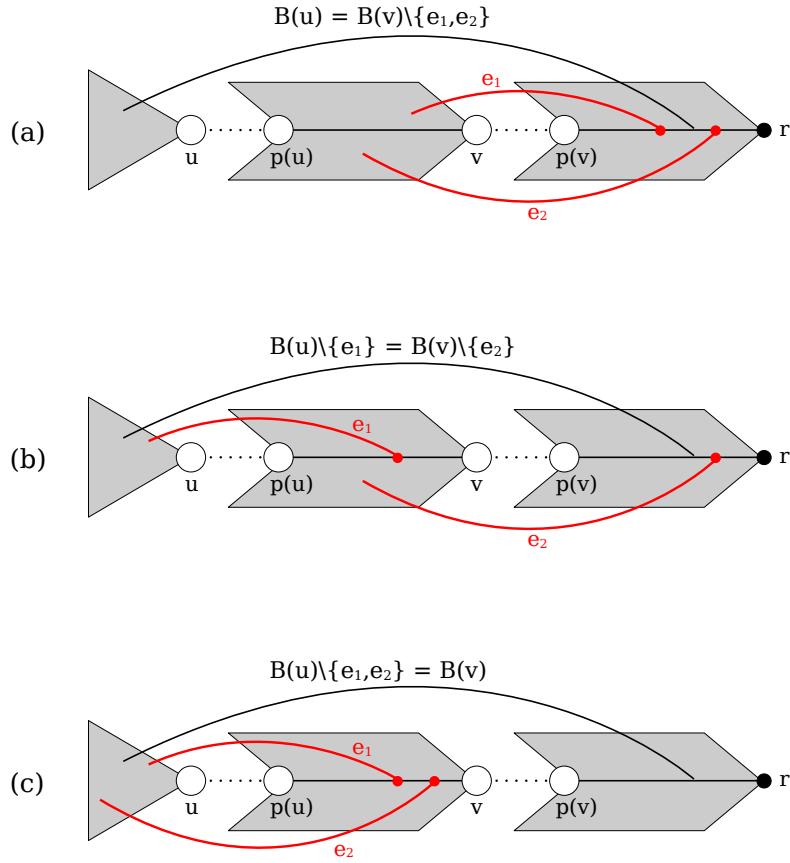 B(u) = B(v)\{e₁,e₂}
e₁
(a)
u p(u) v p(v) r
e₂
B(u)\{e₁} = B(v)\{e₂}
e₁
(b)
u p(u) v p(v) r
e₂
B(u)\{e₁,e₂} = B(v)
e₁
(c)
u p(u) v p(v) r
e₂